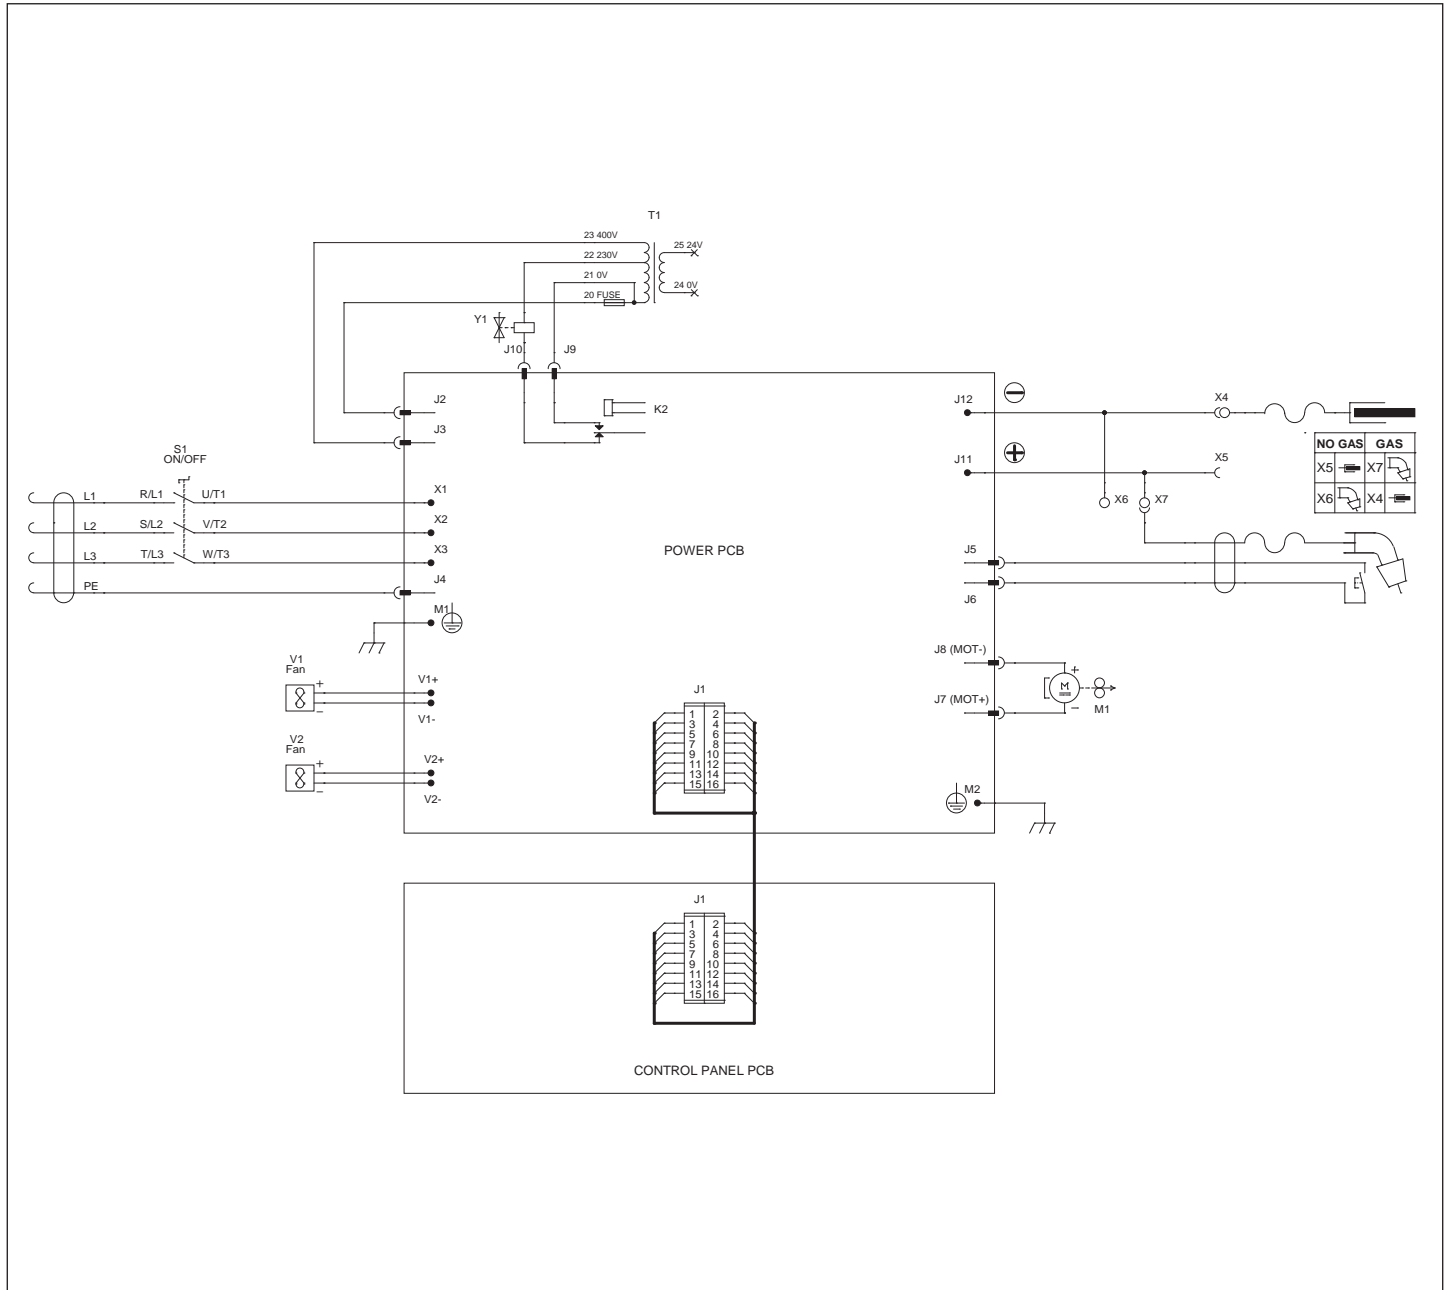 T1
23 400V
25 24V
22 230V
21 0V
24 0V
20 FUSE
Y1
J10
J9
J2
K2
J12
X4
J3
NO GAS GAS
S1
ON/OFF
J11
X5
X5 X7
L1 R/L1 U/T1
X1
X6 X7
X6 X4
L2 S/L2 V/T2
X2
L3 T/L3 W/T3
X3
POWER PCB
J5
PE
J4
J6
M1
J8 (MOT-)
V1
Fan
+
-
V1+
V1-
J1
+
M
-
M1
J7 (MOT+)
1 2
3 4
5 6
7 8
9 10
11 12
13 14
15 16
V2
Fan
+
-
V2+
V2-
M2
J1
1 2
3 4
5 6
7 8
9 10
11 12
13 14
15 16
CONTROL PANEL PCB